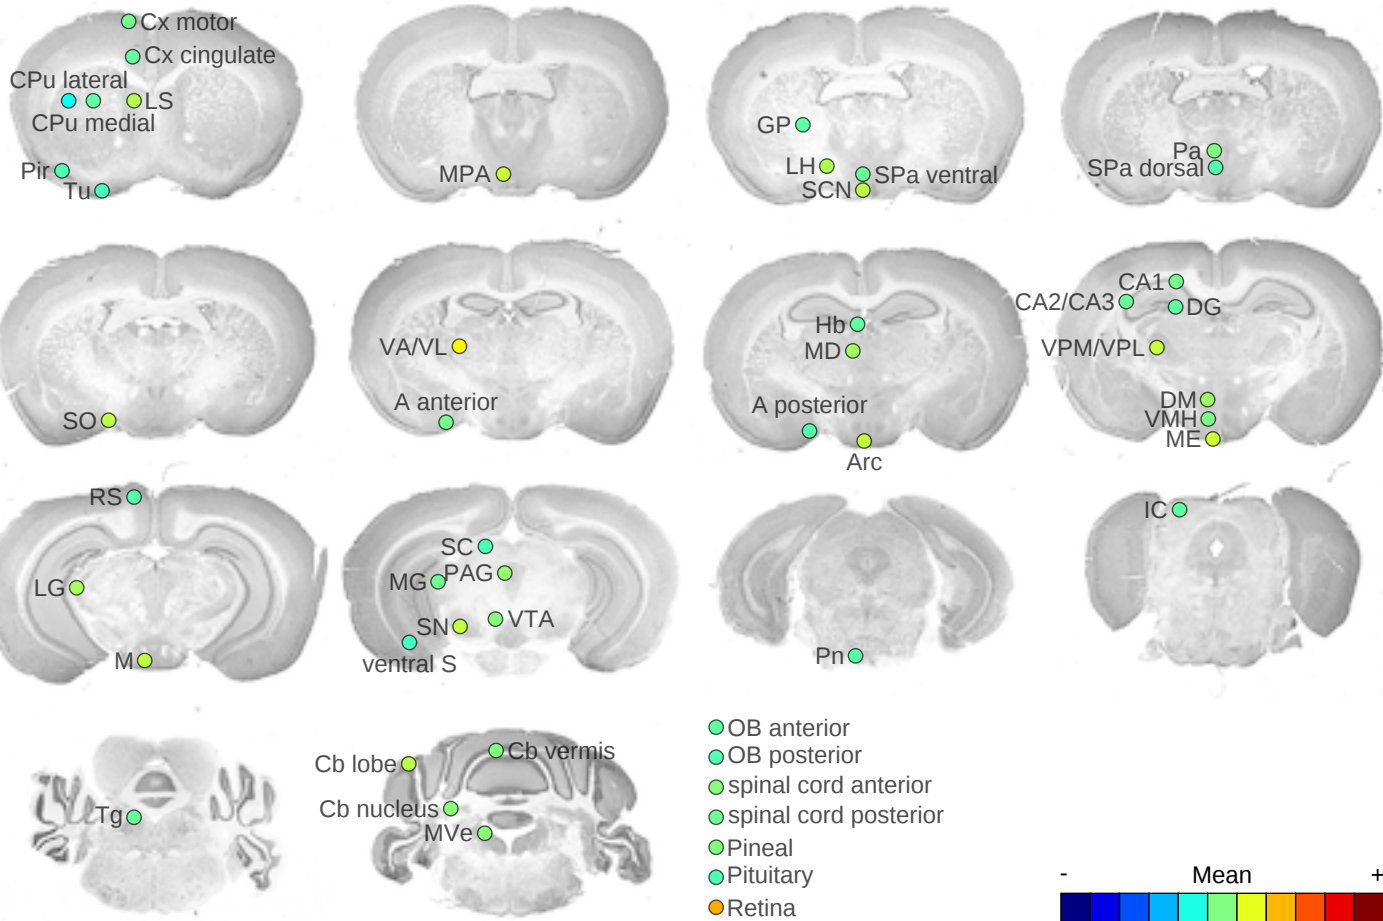 Cx motor
Cx cingulate
CPu lateral
LS
CPu medial
Pir
Tu
MPA
GP
LH
SPa ventral
SCN
Pa
SPa dorsal
SO
VA/VL
A anterior
Hb
MD
A posterior
Arc
CA1
CA2/CA3
DG
VPM/VPL
DM
VMH
ME
RS
LG
M
SC
MG
PAG
SN
VTA
ventral S
Pn
IC
Tg
Cb lobe
Cb vermis
Cb nucleus
MVe
OB anterior
OB posterior
spinal cord anterior
spinal cord posterior
Pineal
Pituitary
Retina
- Mean +